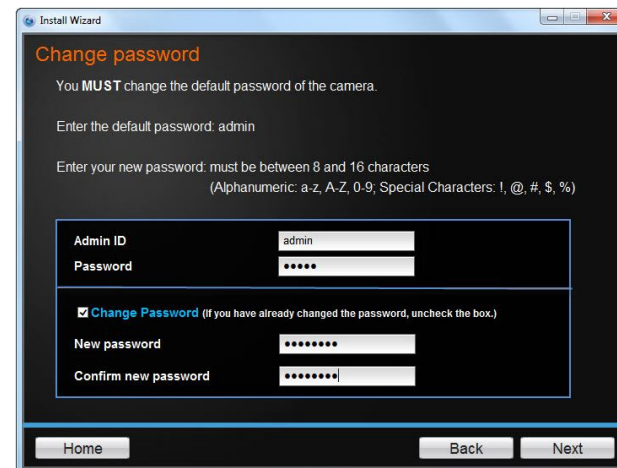 Install Wizard
Change password
You MUST change the default password of the camera.
Enter the default password: admin
Enter your new password: must be between 8 and 16 characters
(Alphanumeric: a-z, A-Z, 0-9; Special Characters: !, @, #, $, %)
Admin ID admin
Password •••••
Change Password (If you have already changed the password, uncheck the box.)
New password ••••••••
Confirm new password ••••••••
Home Back Next